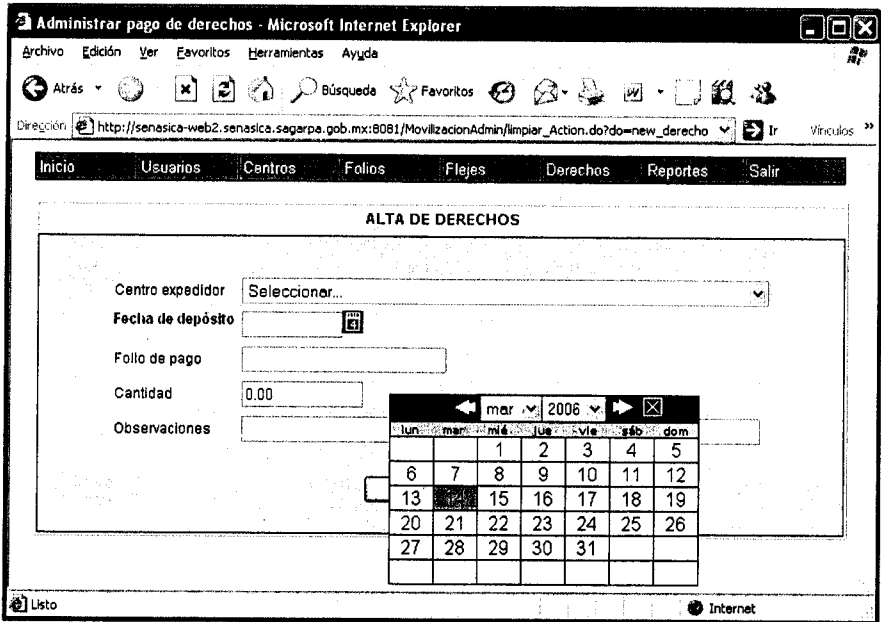 Administrar pago de derechos - Microsoft Internet Explorer
Archivo Edición Ver Favoritos Herramientas Ayuda
Atrás Búsqueda Favoritos
Dirección http://senasica-web2.senasica.sagarpa.gob.mx:8081/MovilizacionAdmin/limpiar_Action.do?do=new_derecho Ir Vínculos »
Inicio Usuarios Centros Folios Flejes Derechos Reportes Salir
ALTA DE DERECHOS
Centro expedidor Seleccionar...
Fecha de depósito
Folio de pago
Cantidad 0.00
Observaciones
mar 2006
lun mar mié jue vie sáb dom
1 2 3 4 5
6 7 8 9 10 11 12
13 14 15 16 17 18 19
20 21 22 23 24 25 26
27 28 29 30 31
Listo Internet